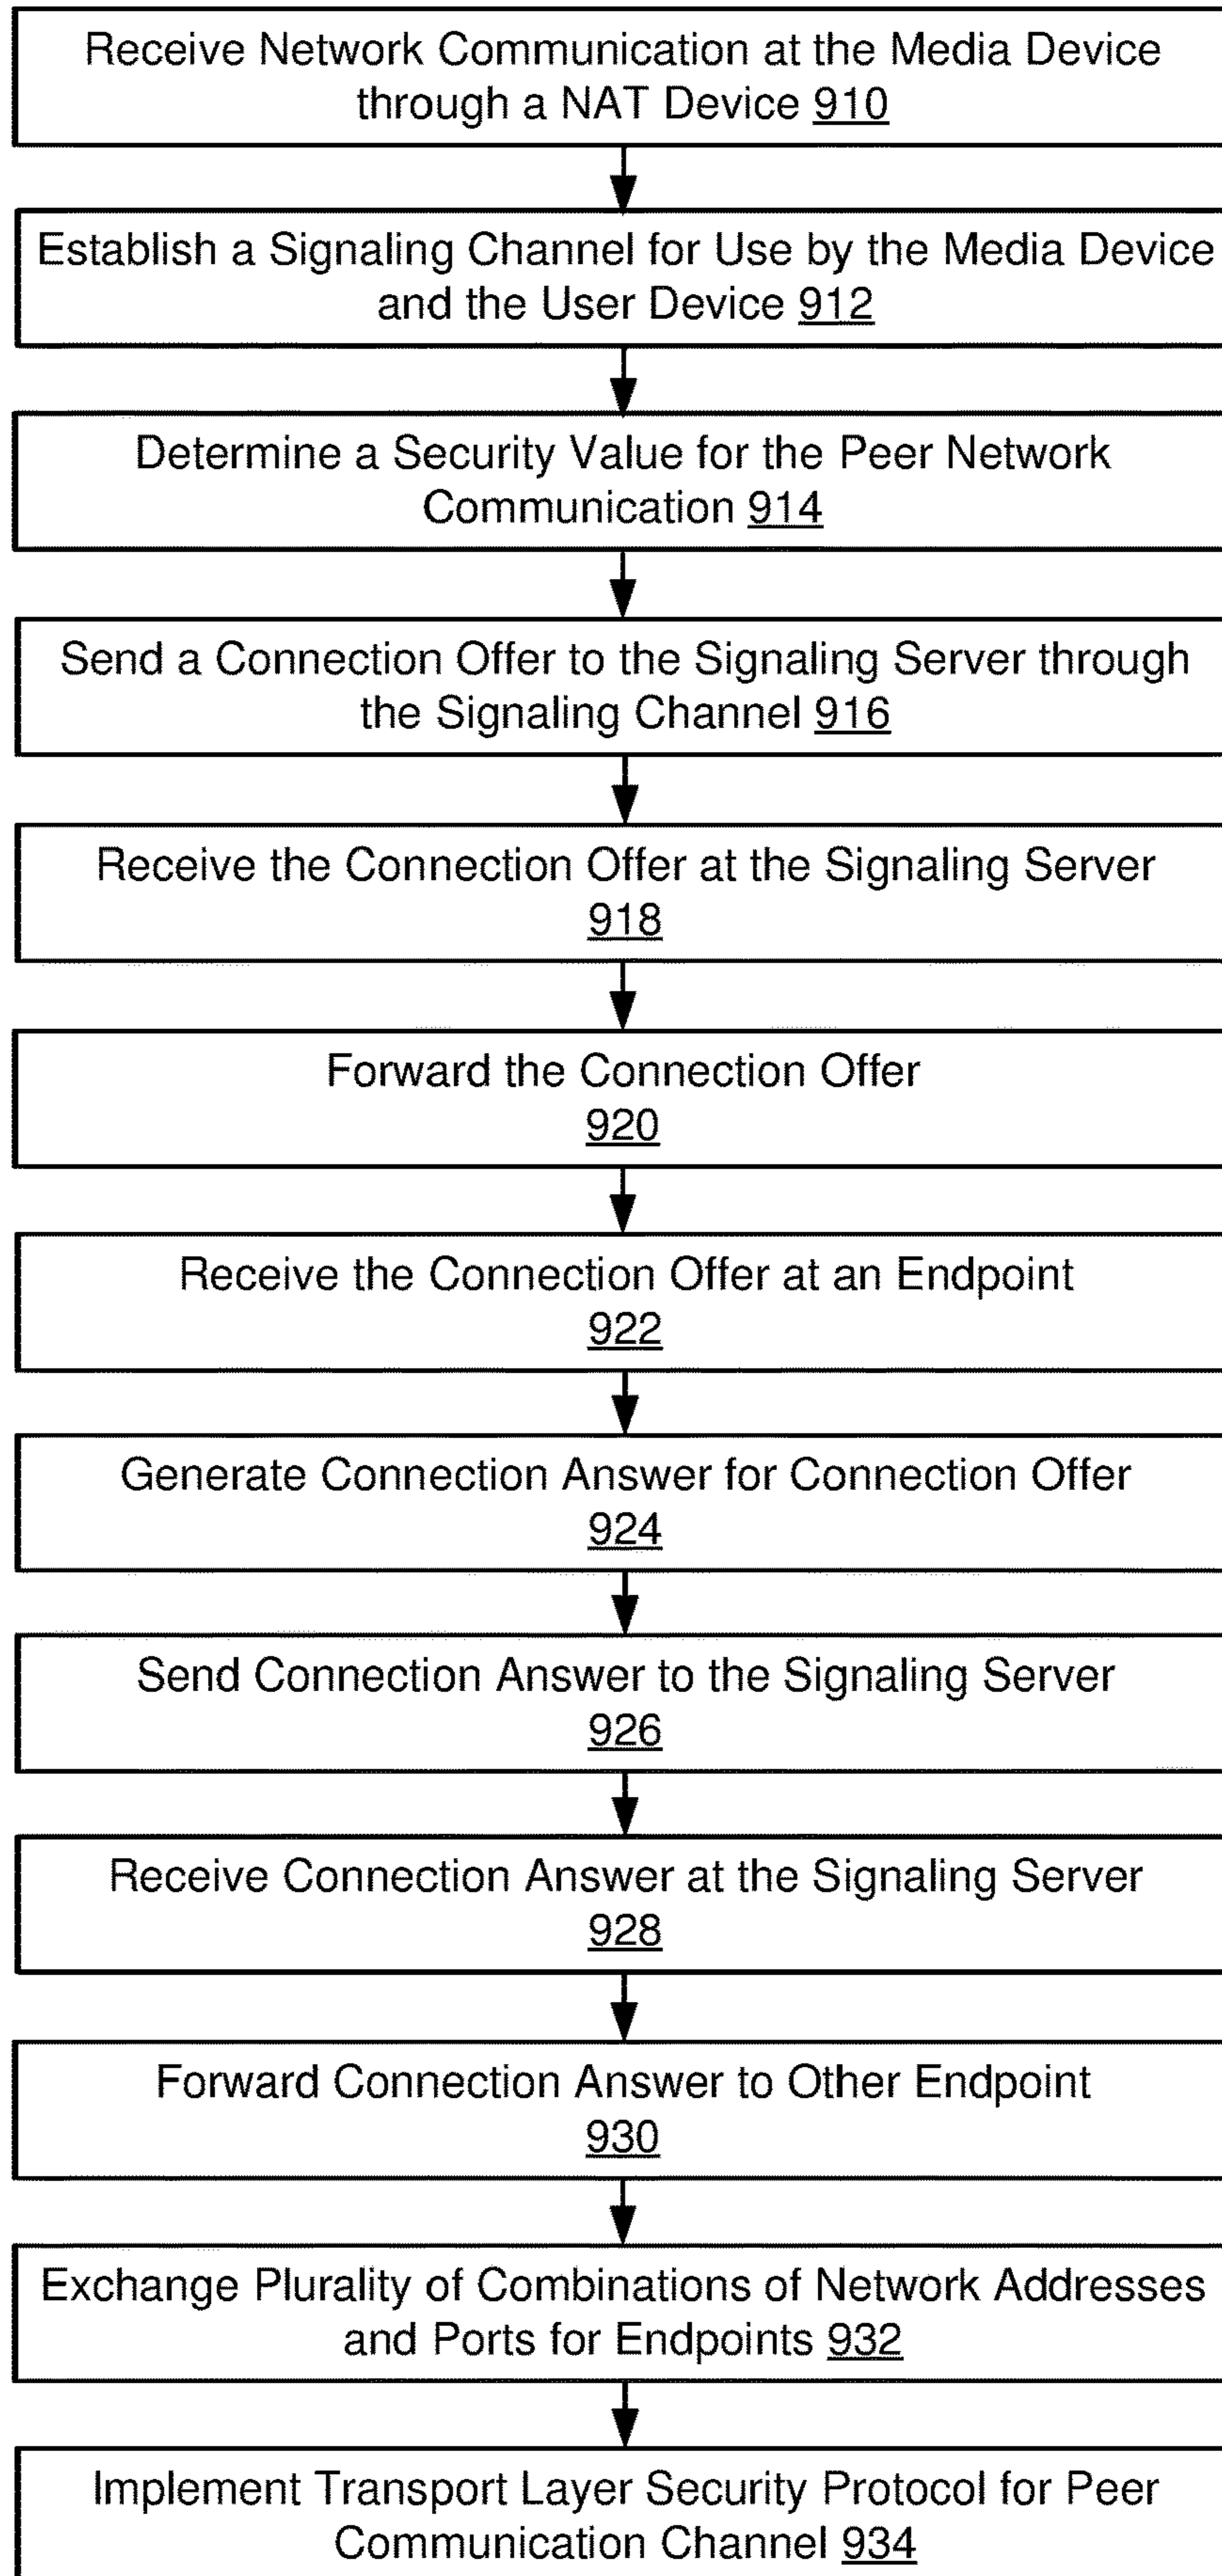 Receive Network Communication at the Media Device
through a NAT Device 910
Establish a Signaling Channel for Use by the Media Device
and the User Device 912
Determine a Security Value for the Peer Network
Communication 914
Send a Connection Offer to the Signaling Server through
the Signaling Channel 916
Receive the Connection Offer at the Signaling Server
918
Forward the Connection Offer
920
Receive the Connection Offer at an Endpoint
922
Generate Connection Answer for Connection Offer
924
Send Connection Answer to the Signaling Server
926
Receive Connection Answer at the Signaling Server
928
Forward Connection Answer to Other Endpoint
930
Exchange Plurality of Combinations of Network Addresses
and Ports for Endpoints 932
Implement Transport Layer Security Protocol for Peer
Communication Channel 934